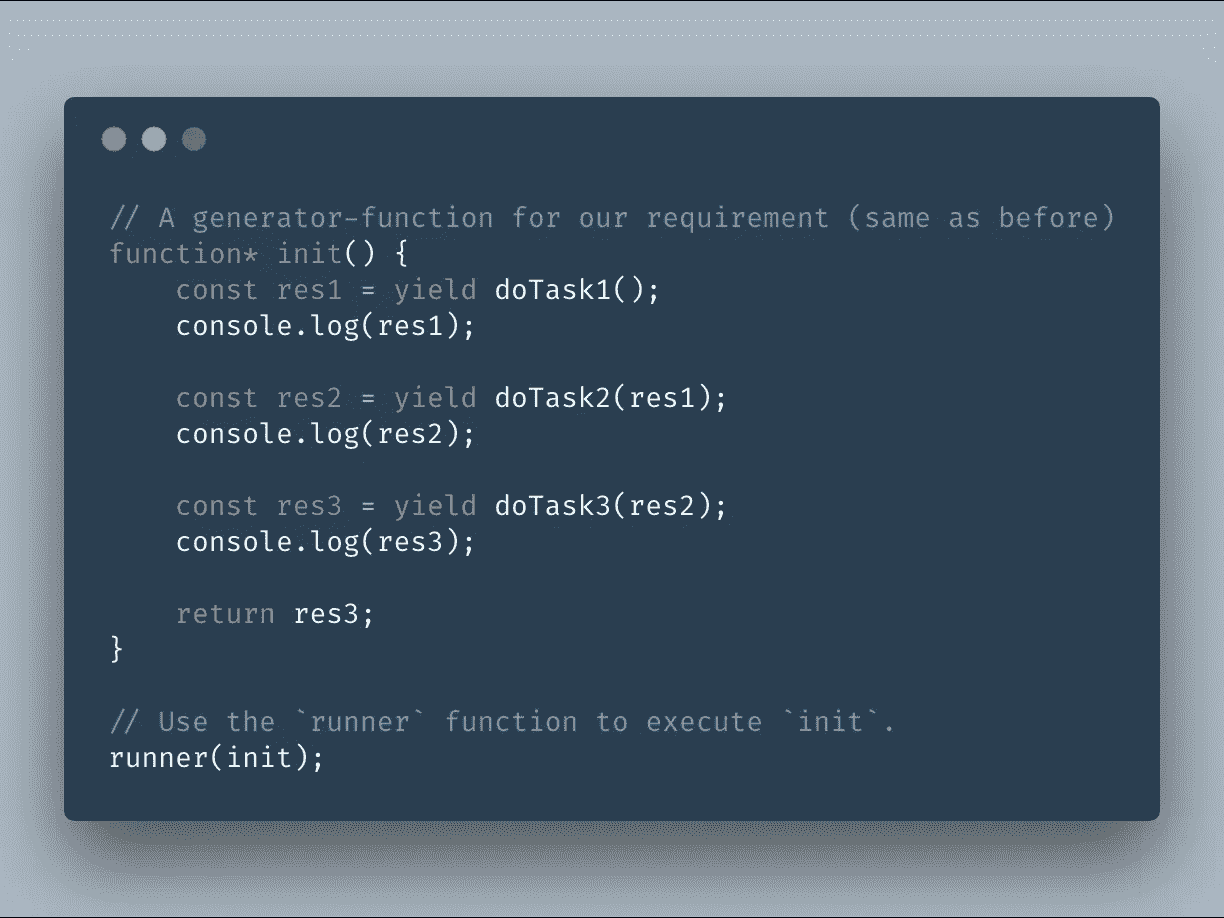 // A generator-function for our requirement (same as before)
function* init() {
    const res1 = yield doTask1();
    console.log(res1);

    const res2 = yield doTask2(res1);
    console.log(res2);

    const res3 = yield doTask3(res2);
    console.log(res3);

    return res3;
}

// Use the `runner` function to execute `init`.
runner(init);